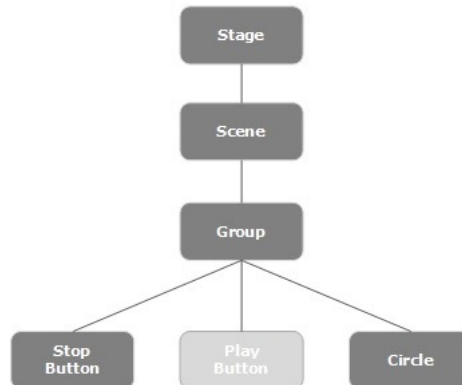 Stage
Scene
Group
Stop
Button
Play
Button
Circle